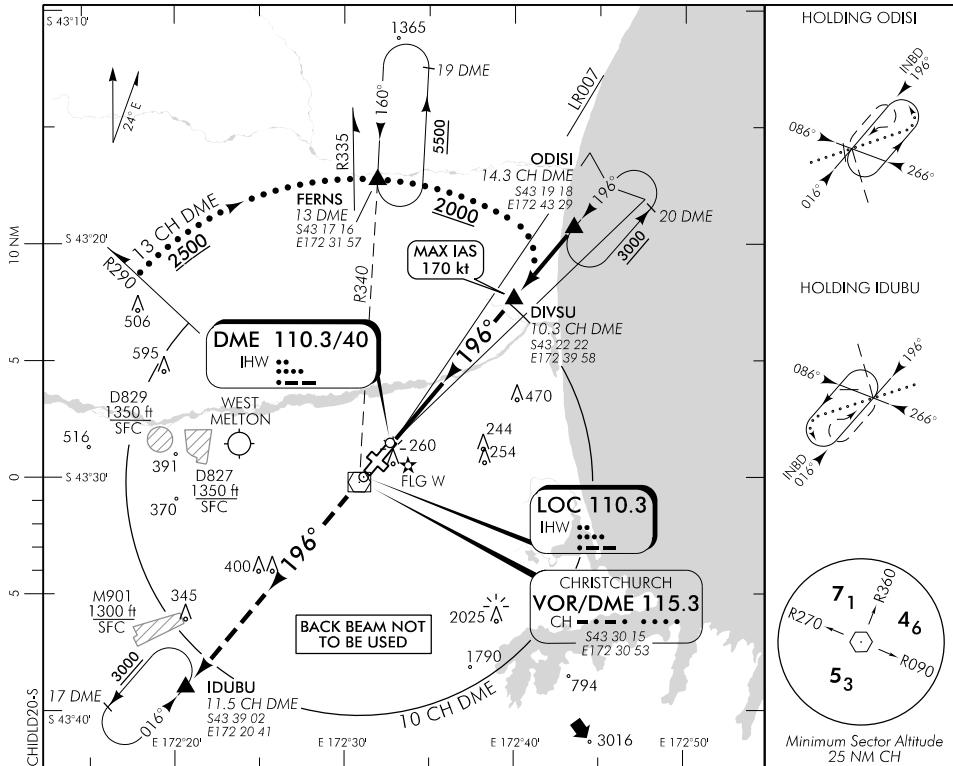 S 43°10'
1365
19 DME
24° E
160°
R335
5500
LR007
ODISI
14.3 CH DME
S43 19 18
E172 43 29
196°
20 DME
3000
FERNS
13 DME
S43 17 16
E172 31 57
2000
13 CH DME
2500
S 43°20'
10 NM
R290
MAX IAS
170 kt
R340
DIVSU
10.3 CH DME
S43 22 22
E172 39 58
506
595
DME 110.3/40
IHW
196°
5
D829
1350 ft
SFC
WEST
MELTON
470
516
391
D827
1350 ft
SFC
260
244
254
FLG W
S 43°30'
0
370
LOC 110.3
IHW
196°
400
CHRISTCHURCH
VOR/DME 115.3
CH
S43 30 15
E172 30 53
5
M901
1300 ft
SFC
345
BACK BEAM NOT
TO BE USED
2025
1790
794
3000
17 DME
016°
IDUBU
11.5 CH DME
S43 39 02
E172 20 41
10 CH DME
S 43°40'
3016
E 172°20'
E 172°30'
E 172°40'
E 172°50'
CHIDLD20-S
HOLDING ODISI
INBD
196°
086°
266°
016°
HOLDING IDUBU
196°
086°
266°
INBD
016°
71
R360
46
R270
R090
53
Minimum Sector Altitude
25 NM CH